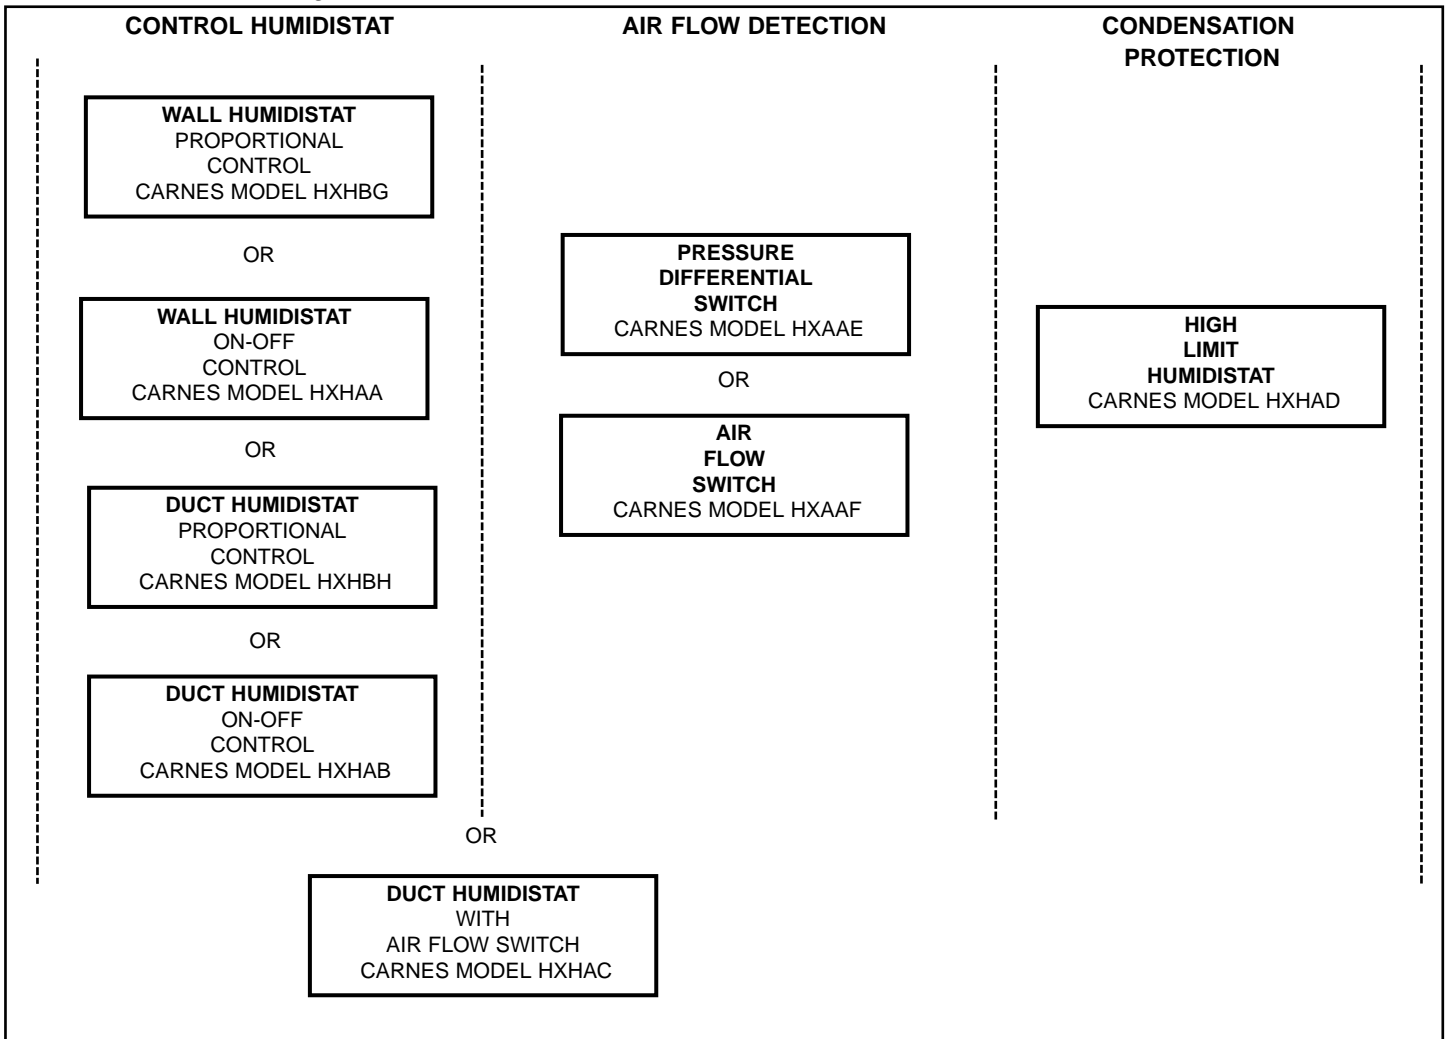 CONTROL HUMIDISTAT
WALL HUMIDISTAT
PROPORTIONAL
CONTROL
CARNES MODEL HXHBG
OR
WALL HUMIDISTAT
ON-OFF
CONTROL
CARNES MODEL HXHAA
OR
DUCT HUMIDISTAT
PROPORTIONAL
CONTROL
CARNES MODEL HXHBH
OR
DUCT HUMIDISTAT
ON-OFF
CONTROL
CARNES MODEL HXHAB
OR
DUCT HUMIDISTAT
WITH
AIR FLOW SWITCH
CARNES MODEL HXHAC
AIR FLOW DETECTION
PRESSURE
DIFFERENTIAL
SWITCH
CARNES MODEL HXAAE
OR
AIR
FLOW
SWITCH
CARNES MODEL HXAAF
CONDENSATION
PROTECTION
HIGH
LIMIT
HUMIDISTAT
CARNES MODEL HXHAD